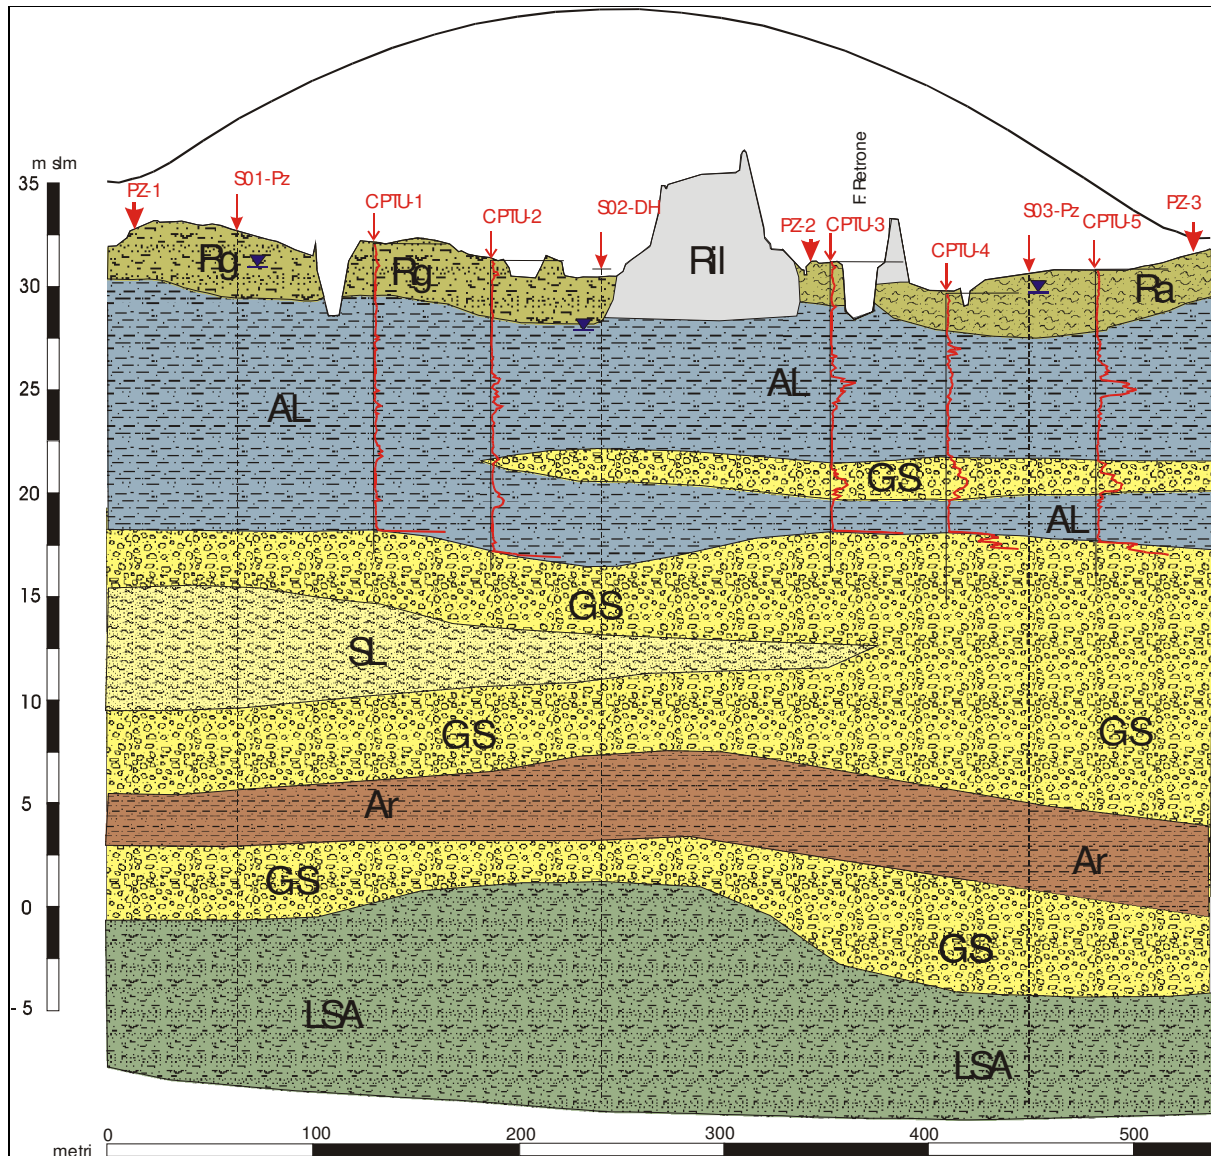 F. Retrone
m slm
35
PZ-1
S01-Pz
CPTU-1
CPTU-2
S02-DH
PZ-2
CPTU-3
CPTU-4
S03-Pz
CPTU-5
PZ-3
Rg
Rg
Ril
Ra
30
25
AL
AL
20
GS
AL
15
GS
SL
10
GS
GS
5
Ar
Ar
0
GS
GS
-5
LSA
LSA
0
100
200
300
400
500
metri